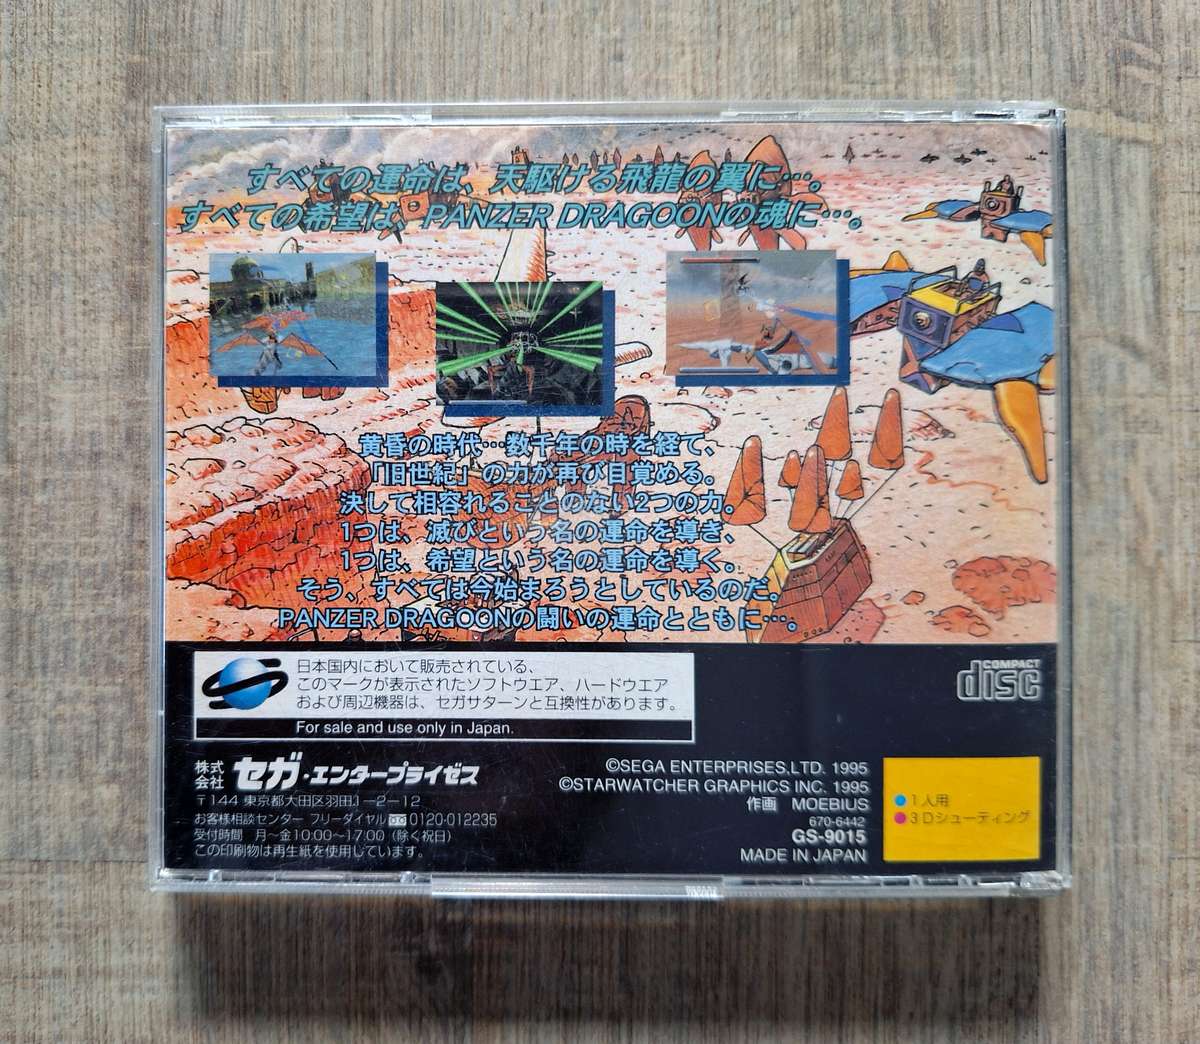 すべての運命は、天駆ける飛龍の翼に…。
すべての希望は、PANZER DRAGOONの魂に…。
黄昏の時代…数千年の時を経て、
「旧世紀」の力が再び目覚める。
決して相容れることのない2つの力。
1つは、滅びという名の運命を導き、
1つは、希望という名の運命を導く。
そう、すべては今始まろうとしているのだ。
PANZER DRAGOONの闘いの運命とともに…。
日本国内において販売されている、
このマークが表示されたソフトウエア、ハードウエア
および周辺機器は、セガサターンと互換性があります。
For sale and use only in Japan.
COMPACT
disc
株式会社 セガ・エンタープライゼス
〒144 東京都大田区羽田1-2-12
お客様相談センター フリーダイヤル 0120-012235
受付時間 月〜金10:00〜17:00（除く祝日）
この印刷物は再生紙を使用しています。
©SEGA ENTERPRISES,LTD. 1995
©STARWATCHER GRAPHICS INC. 1995
作画 MOEBIUS
670-6442
GS-9015
MADE IN JAPAN
1人用
3Dシューティング